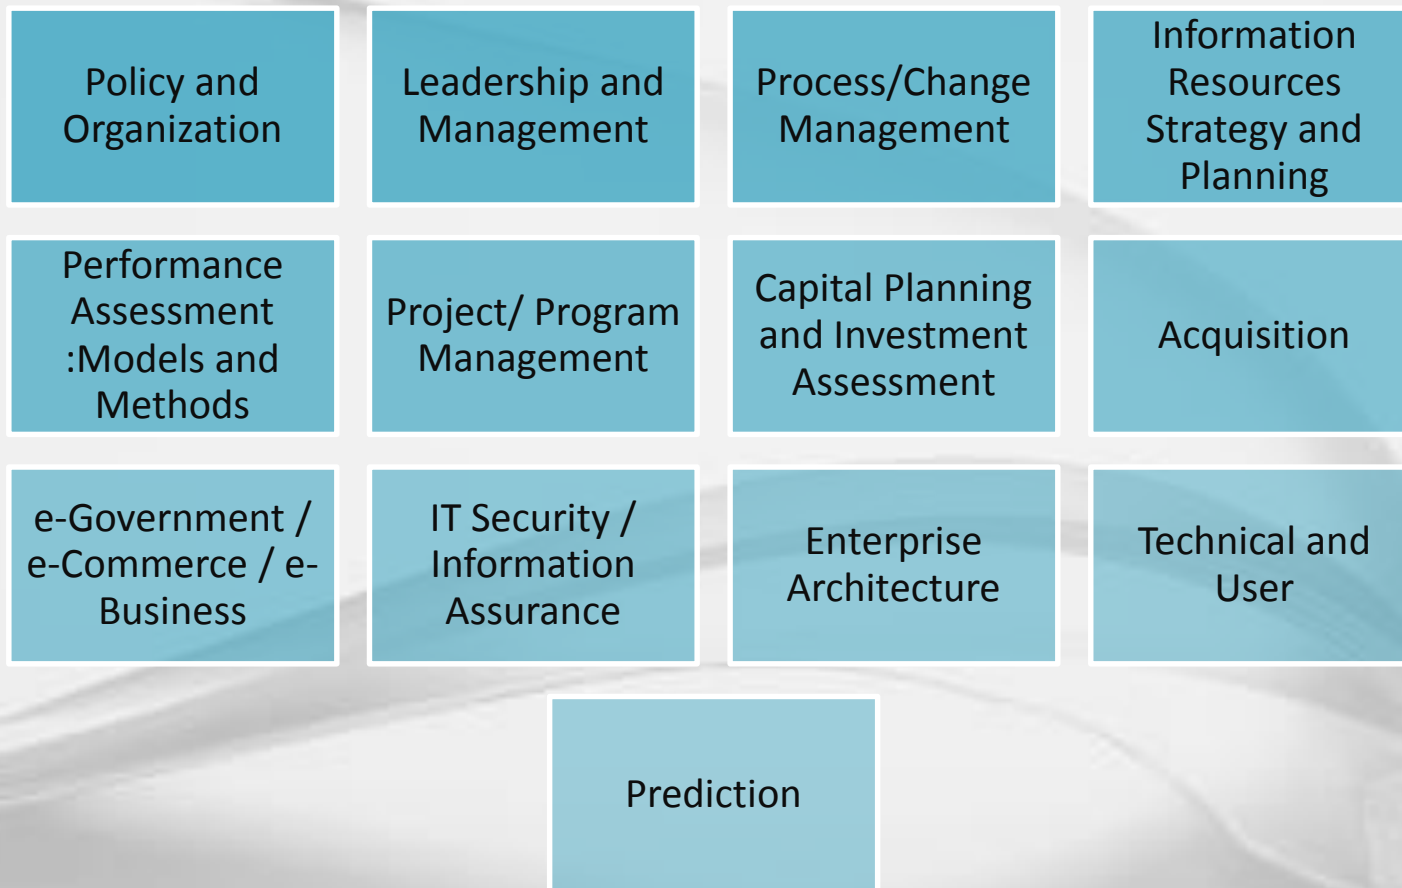 Policy and
Organization
Leadership and
Management
Process/Change
Management
Information
Resources
Strategy and
Planning
Performance
Assessment
:Models and
Methods
Project/ Program
Management
Capital Planning
and Investment
Assessment
Acquisition
e-Government /
e-Commerce / e-
Business
IT Security /
Information
Assurance
Enterprise
Architecture
Technical and
User
Prediction